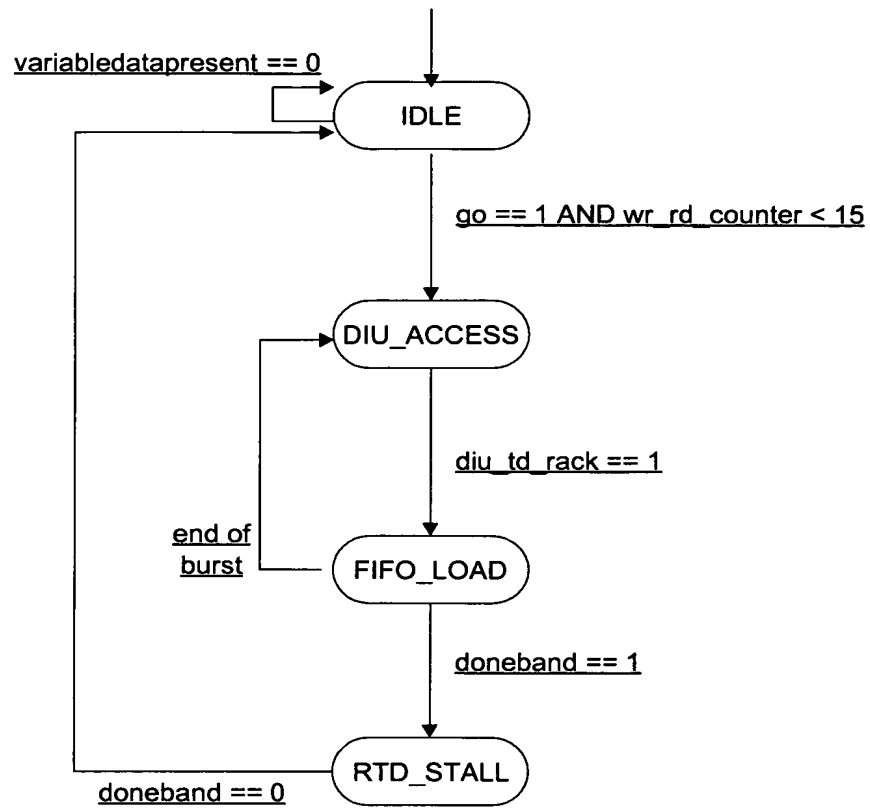 variabledatapresent == 0
IDLE
go == 1 AND wr_rd_counter < 15
DIU_ACCESS
diu_td_rack == 1
end of
burst
FIFO_LOAD
doneband == 1
RTD_STALL
doneband == 0